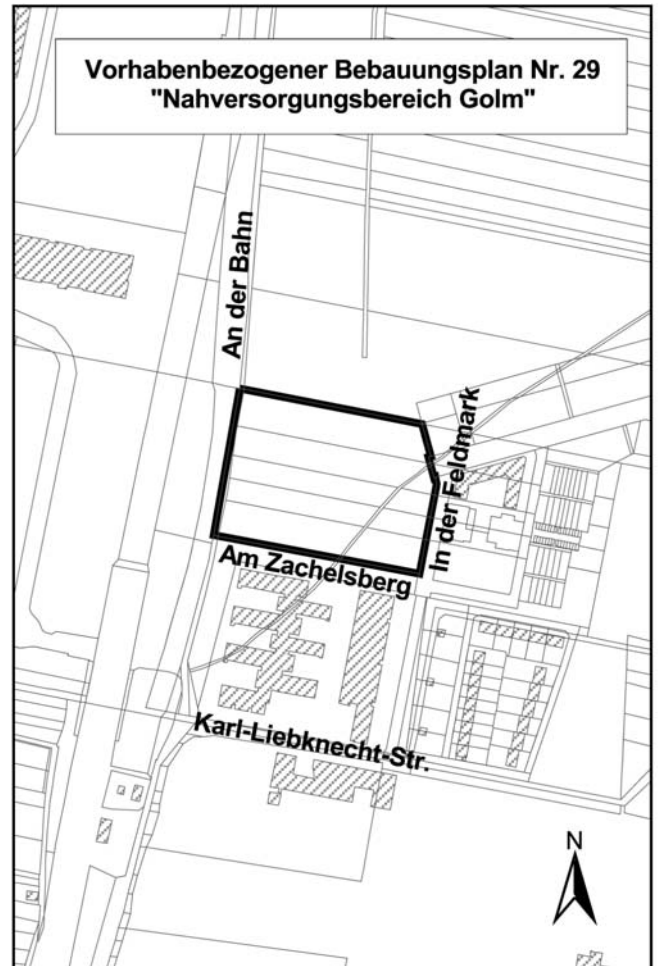 Vorhabenbezogener Bebauungsplan Nr. 29
"Nahversorgungsbereich Golm"
An der Bahn
In der Feldmark
Am Zachelsberg
Karl-Liebknecht-Str.
N